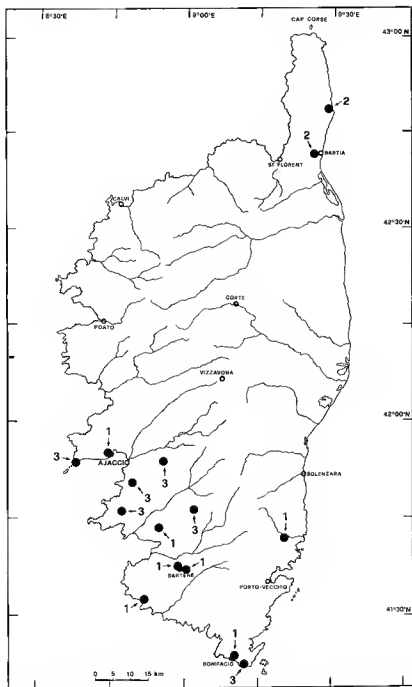 8°30'
9°00'
9°30'
CAP CORSE
43°00
2
2
BASTIA
ST FLORENT
CALVI
42°30'
CORTE
POATO
VIZZAVONA
42°00'
1
AJACCIO
3
3
3
SOLENZARA
3
3
1
1
1
1
SARTENE
PORTO-VECCHIO
1
41°30'
1
BONIFACIO
3
0 5 10 15 km